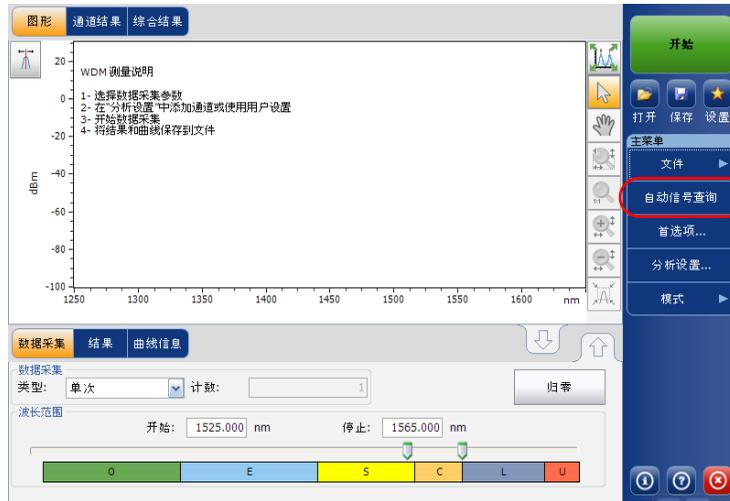 图形 通道结果 综合结果
WDM 测量说明
1- 选择数据采集参数
2- 在“分析设置”中添加通道或使用用户设置
3- 开始数据采集
4- 将结果和曲线保存到文件
dBm
20
0
-20
-40
-60
-80
-100
1250 1300 1350 1400 1450 1500 1550 1600 nm
1:1
开始
打开 保存 设置
主菜单
文件
自动信号查询
首选项...
分析设置...
模式
数据采集 结果 曲线信息
数据采集
类型: 单次 计数: 1 归零
波长范围
开始: 1525.000 nm 停止: 1565.000 nm
O E S C L U